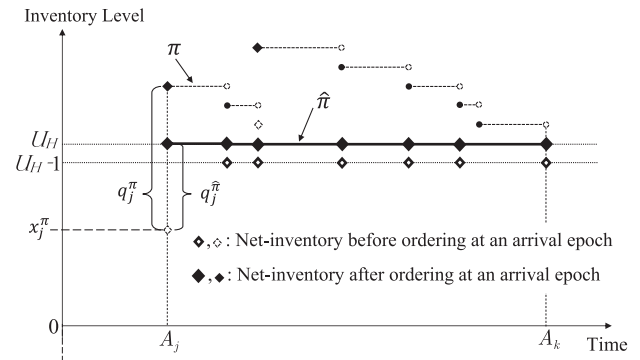 Inventory Level
π
π̂
U_H
U_H -1
q_j^π q_j^π̂
x_j^π
◆,◇: Net-inventory before ordering at an arrival epoch
◆,◆: Net-inventory after ordering at an arrival epoch
0
A_j A_k Time